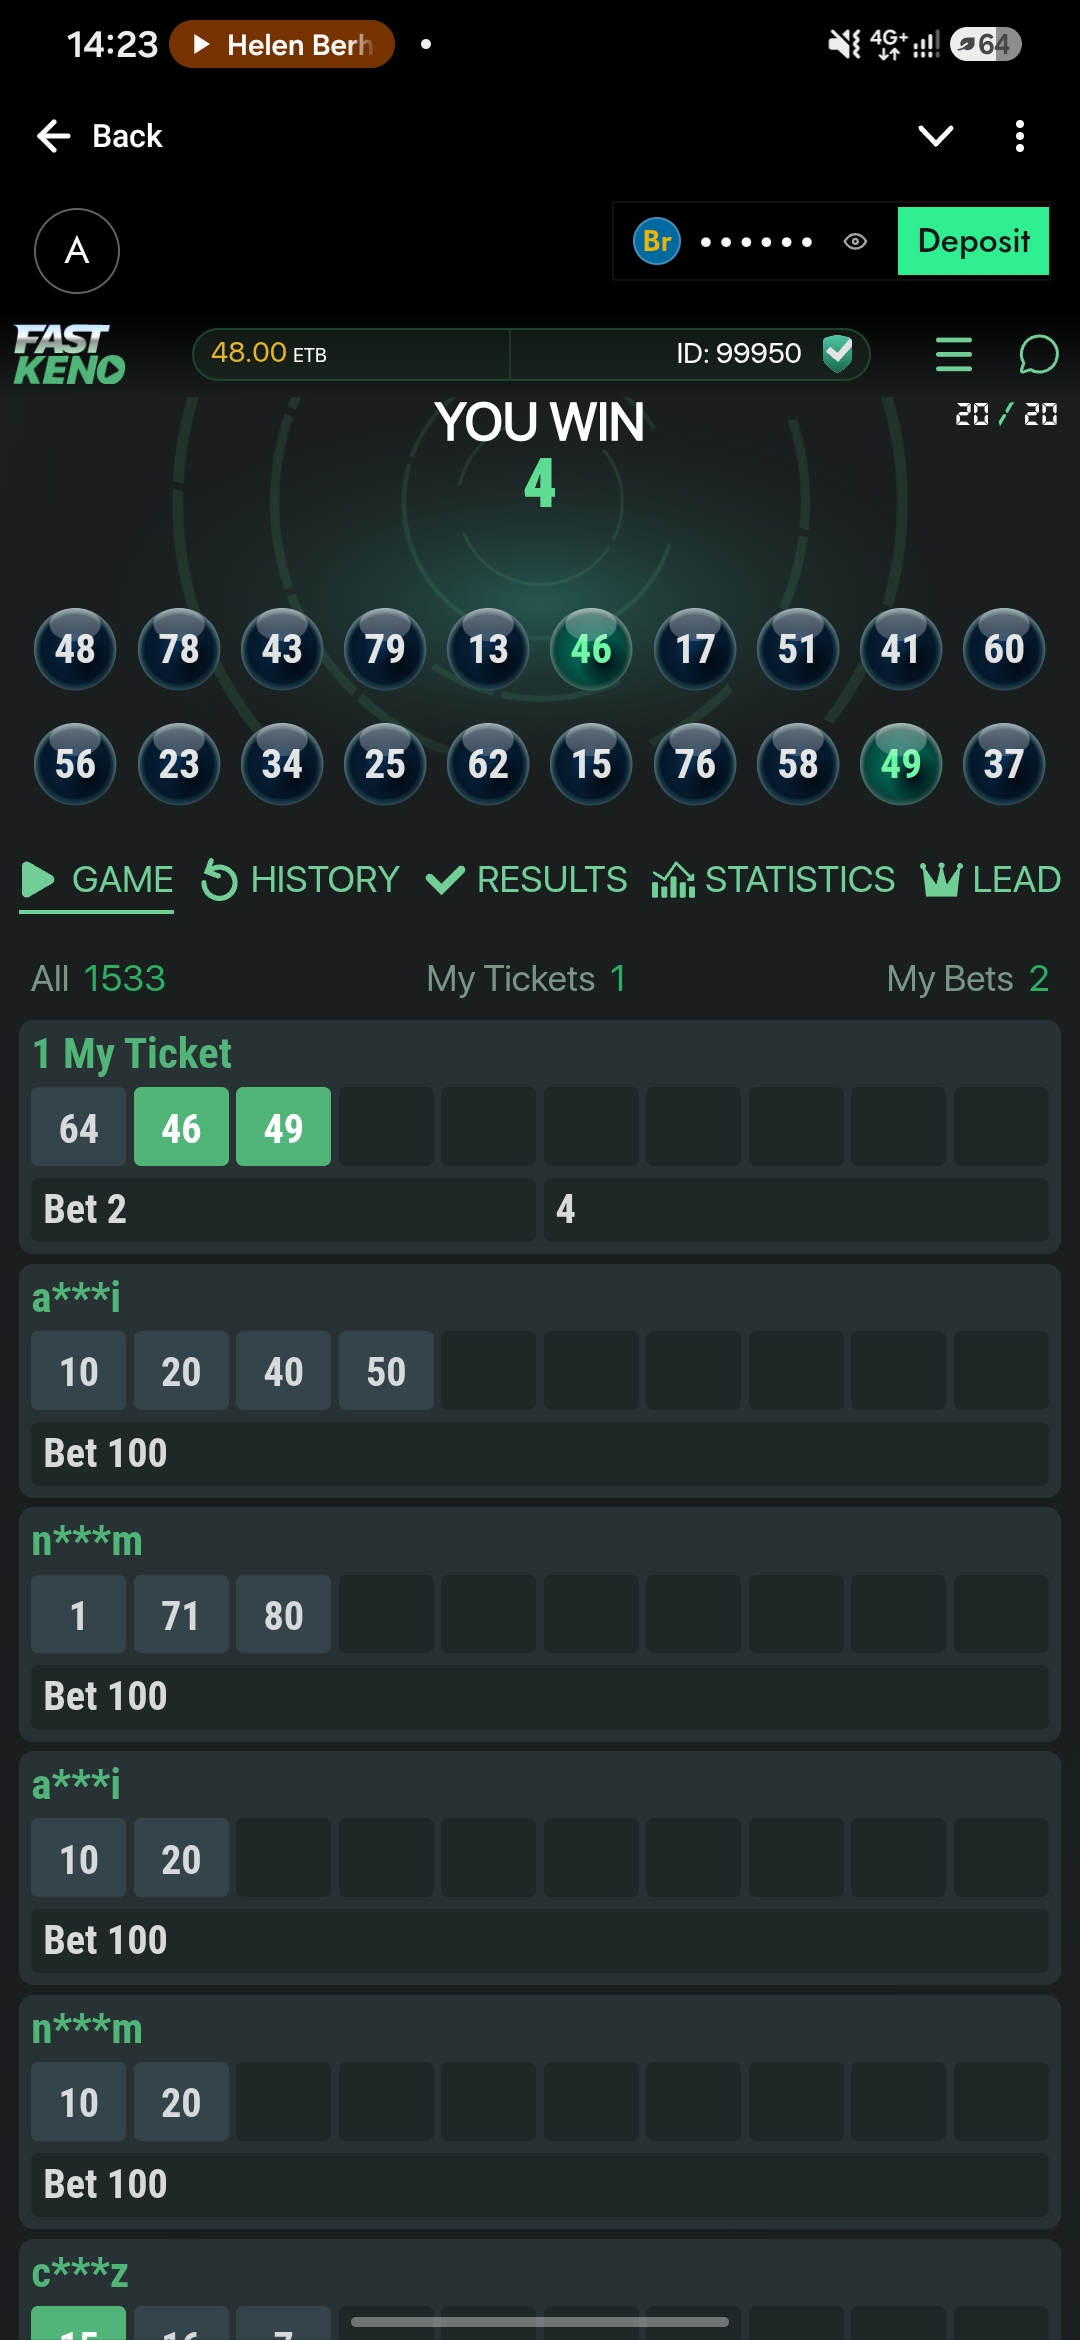 14:23 Helen Berh 4G+ 64
Back
A Br •••••• Deposit
FAST
KENO
48.00 ETB ID: 99950
YOU WIN 20 / 20
4
48 78 43 79 13 46 17 51 41 60
56 23 34 25 62 15 76 58 49 37
GAME HISTORY RESULTS STATISTICS LEAD
All 1533 My Tickets 1 My Bets 2
1 My Ticket
64 46 49
Bet 2 4
a***i
10 20 40 50
Bet 100
n***m
1 71 80
Bet 100
a***i
10 20
Bet 100
n***m
10 20
Bet 100
c***z
15 16 7